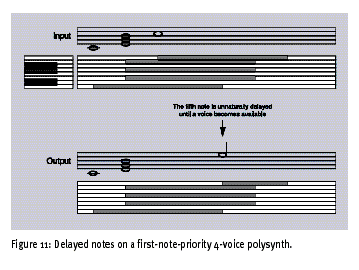 Input
The fifth note is unnaturally delayed
until a voice becomes available
Output
Figure 11: Delayed notes on a first-note-priority 4-voice polysynth.